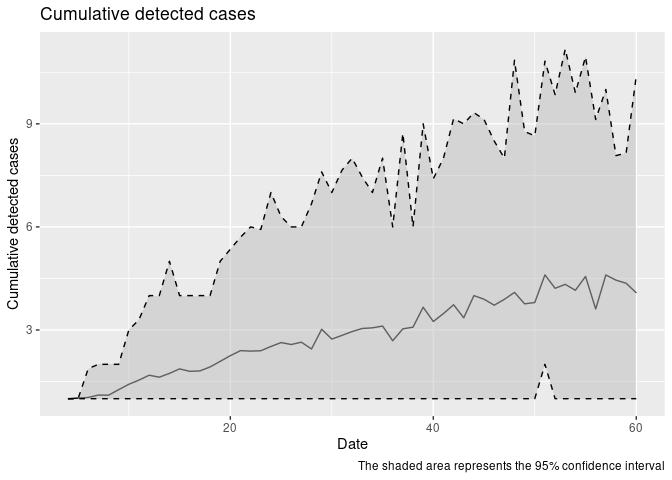 Cumulative detected cases
Cumulative detected cases
9
6
3
20
40
60
Date
The shaded area represents the 95% confidence interval